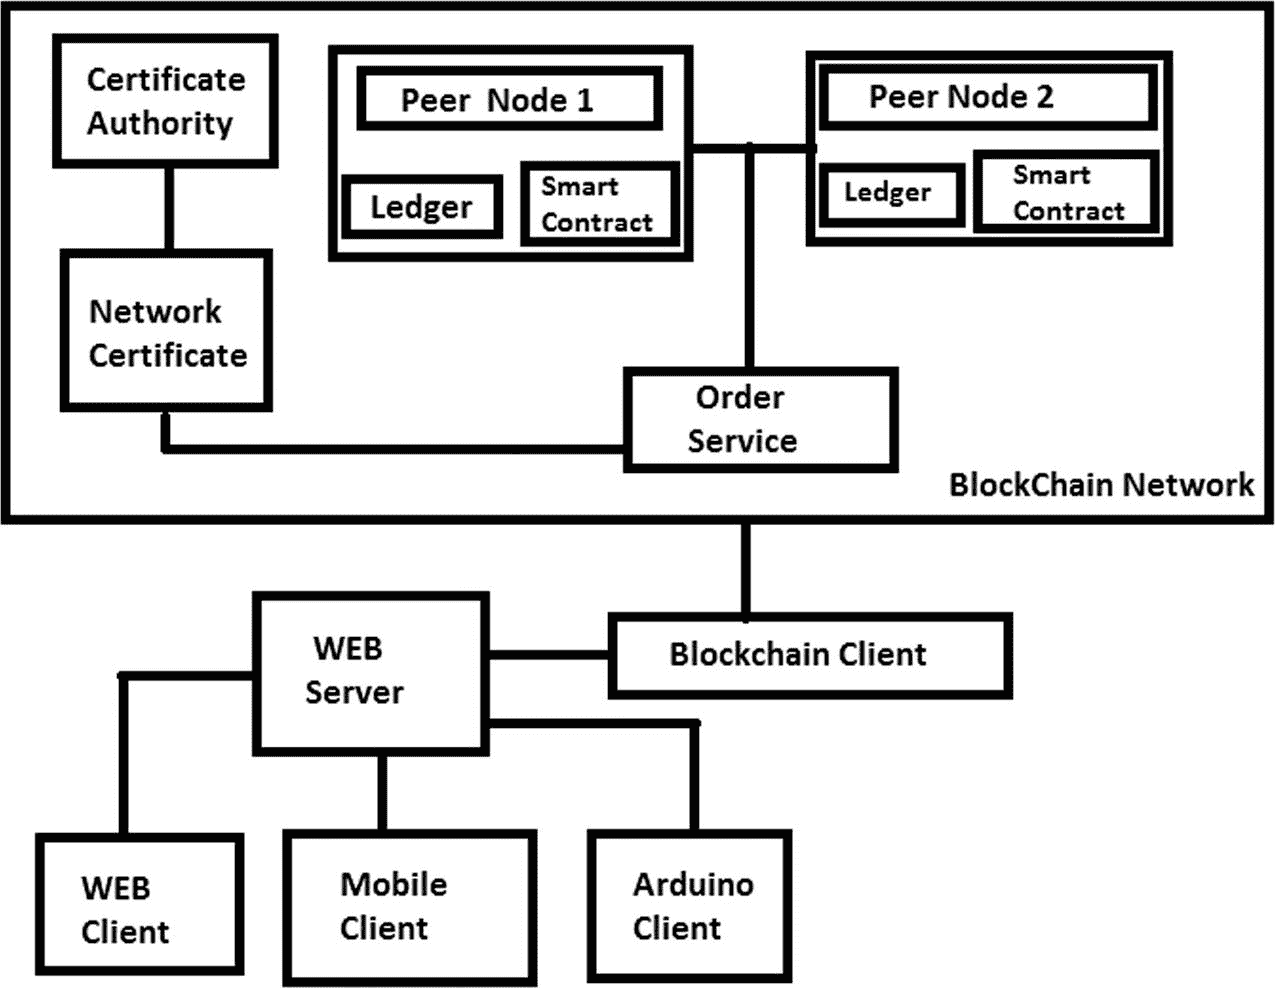 Certificate
Authority
Peer Node 1
Ledger
Smart
Contract
Peer Node 2
Ledger
Smart
Contract
Network
Certificate
Order
Service
BlockChain Network
WEB
Server
Blockchain Client
WEB
Client
Mobile
Client
Arduino
Client